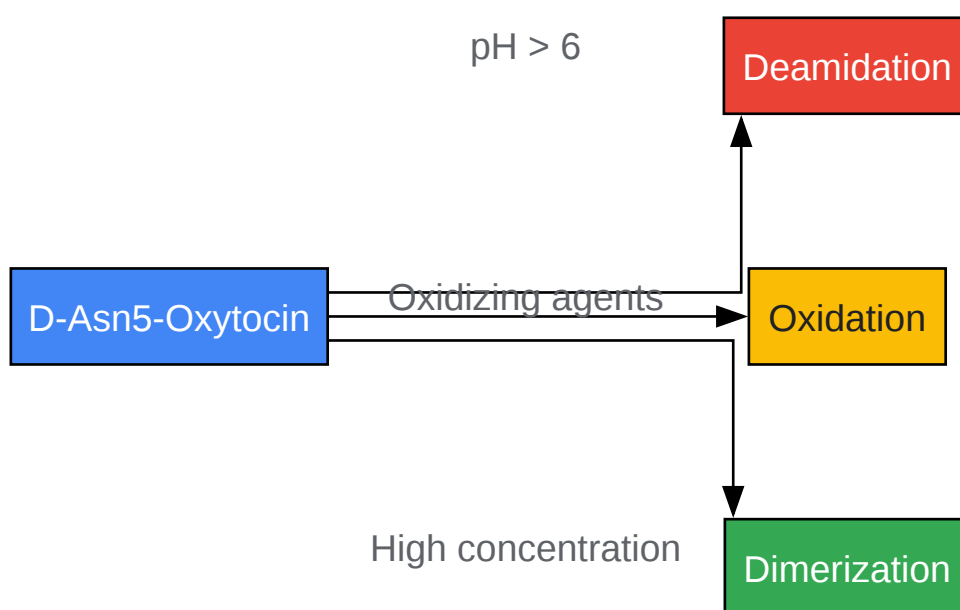 pH > 6
Deamidation
D-Asn5-Oxytocin
Oxidizing agents
Oxidation
High concentration
Dimerization